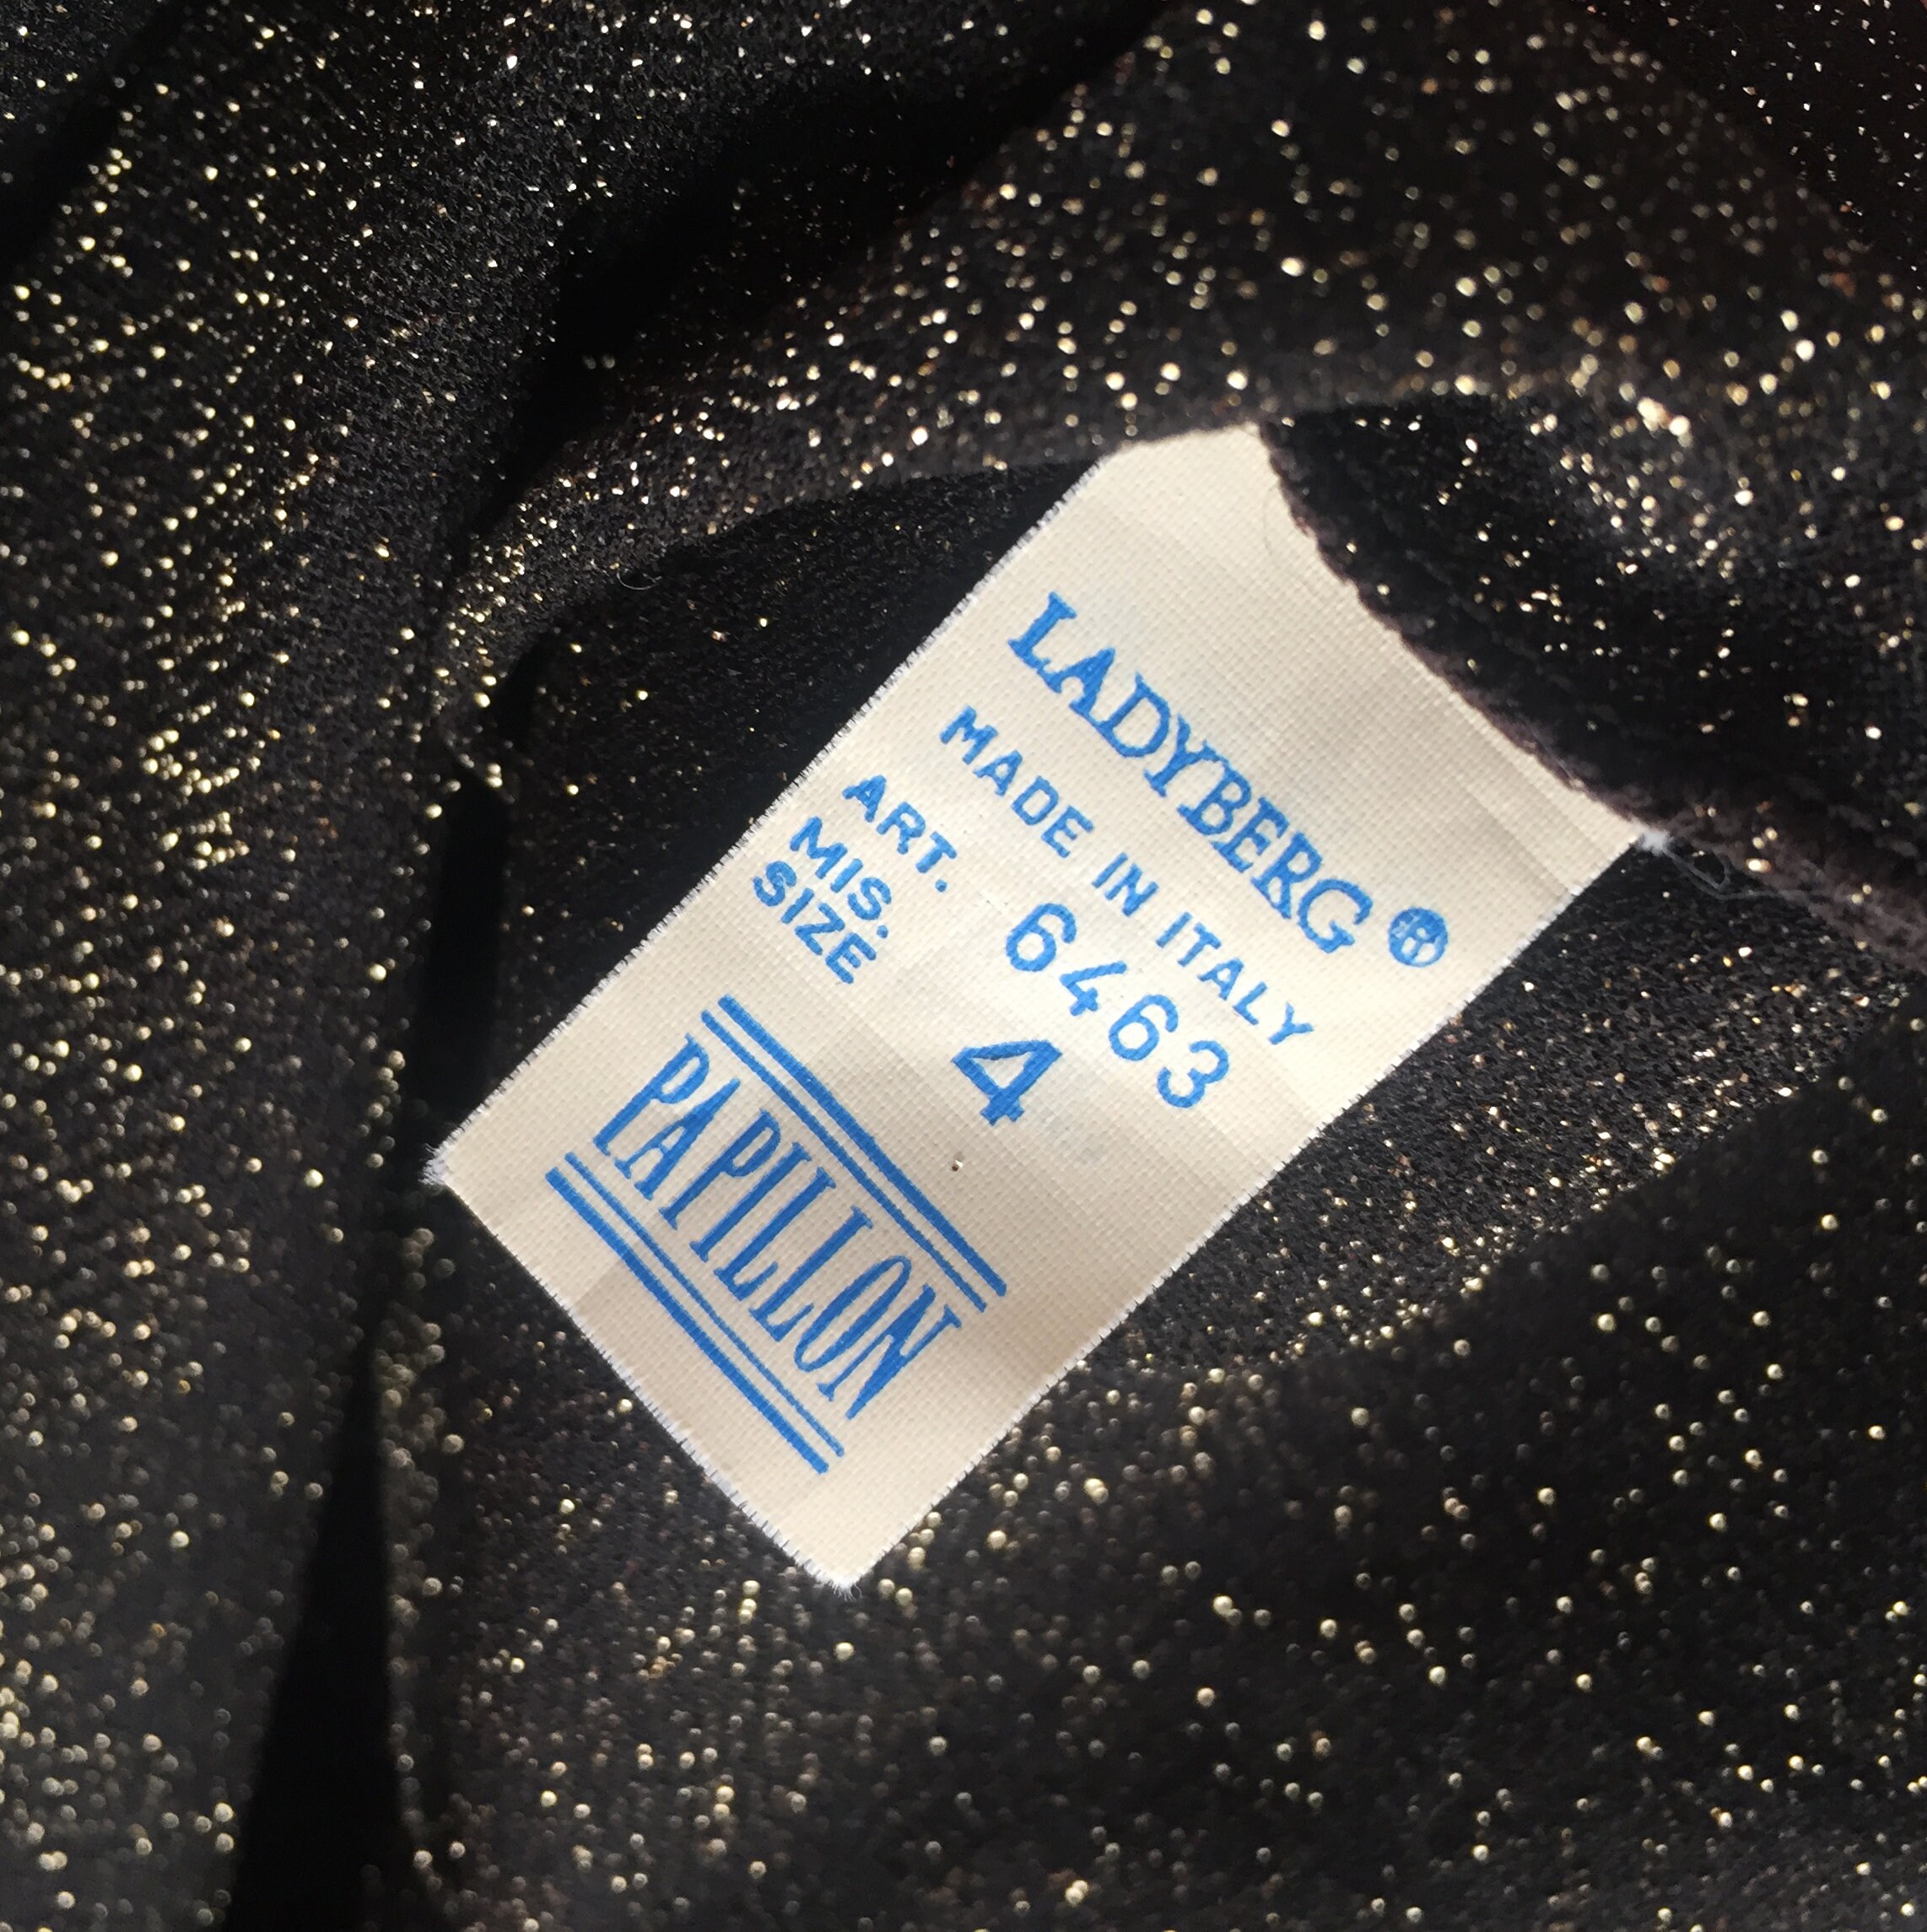 LADYBERG ®
MADE IN ITALY
ART. 6463
MIS.
SIZE 4
PAPILLON